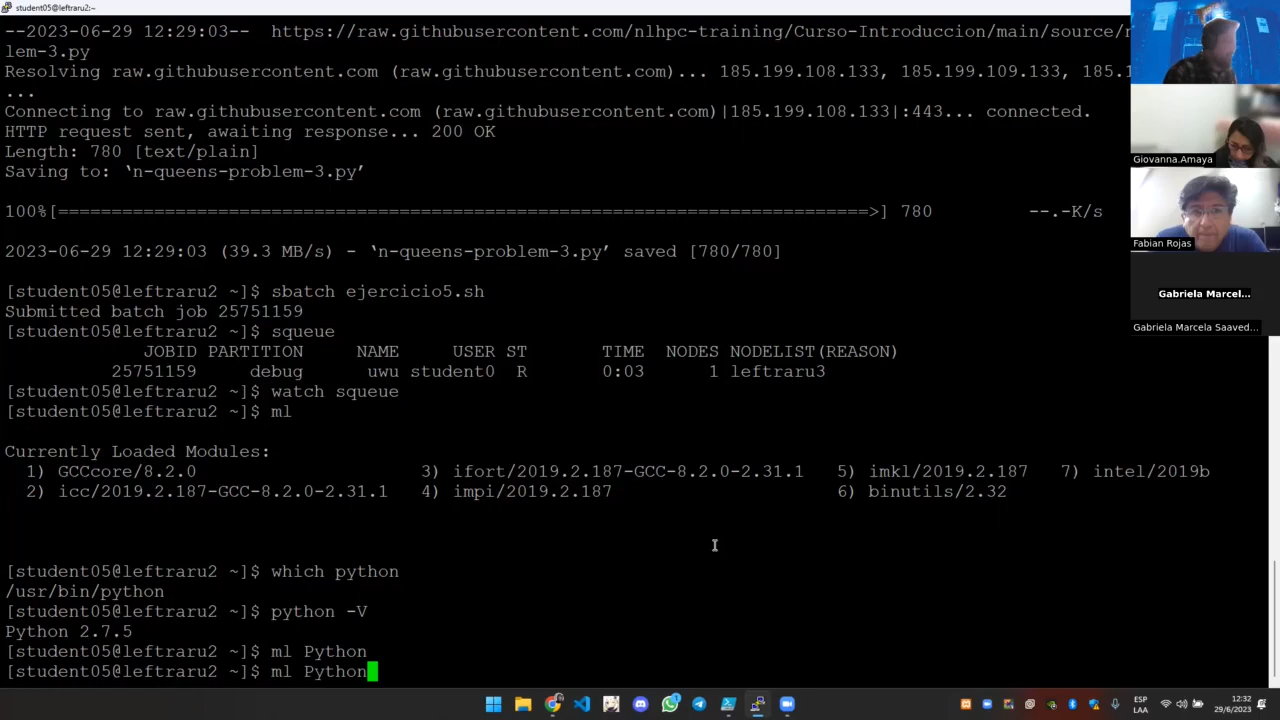 student05@leftraru2:~
--2023-06-29 12:29:03--  https://raw.githubusercontent.com/nlhpc-training/Curso-Introduccion/main/source/n
lem-3.py
Resolving raw.githubusercontent.com (raw.githubusercontent.com)... 185.199.108.133, 185.199.109.133, 185.1
...
Connecting to raw.githubusercontent.com (raw.githubusercontent.com)|185.199.108.133|:443... connected.
HTTP request sent, awaiting response... 200 OK
Length: 780 [text/plain]
Saving to: ‘n-queens-problem-3.py’
100%[=============================================================================>] 780         --.-K/s
2023-06-29 12:29:03 (39.3 MB/s) - ‘n-queens-problem-3.py’ saved [780/780]
[student05@leftraru2 ~]$ sbatch ejercicio5.sh
Submitted batch job 25751159
[student05@leftraru2 ~]$ squeue
JOBID PARTITION     NAME     USER ST       TIME  NODES NODELIST(REASON)
25751159     debug      uwu student0  R       0:03      1 leftraru3
[student05@leftraru2 ~]$ watch squeue
[student05@leftraru2 ~]$ ml
Currently Loaded Modules:
1) GCCcore/8.2.0                     3) ifort/2019.2.187-GCC-8.2.0-2.31.1   5) imkl/2019.2.187   7) intel/2019b
2) icc/2019.2.187-GCC-8.2.0-2.31.1   4) impi/2019.2.187                     6) binutils/2.32
[student05@leftraru2 ~]$ which python
/usr/bin/python
[student05@leftraru2 ~]$ python -V
Python 2.7.5
[student05@leftraru2 ~]$ ml Python
[student05@leftraru2 ~]$ ml Python
Giovanna.Amaya
Fabian Rojas
Gabriela Marcel...
Gabriela Marcela Saaved...
1
ESP
LAA
12:32
29/6/2023